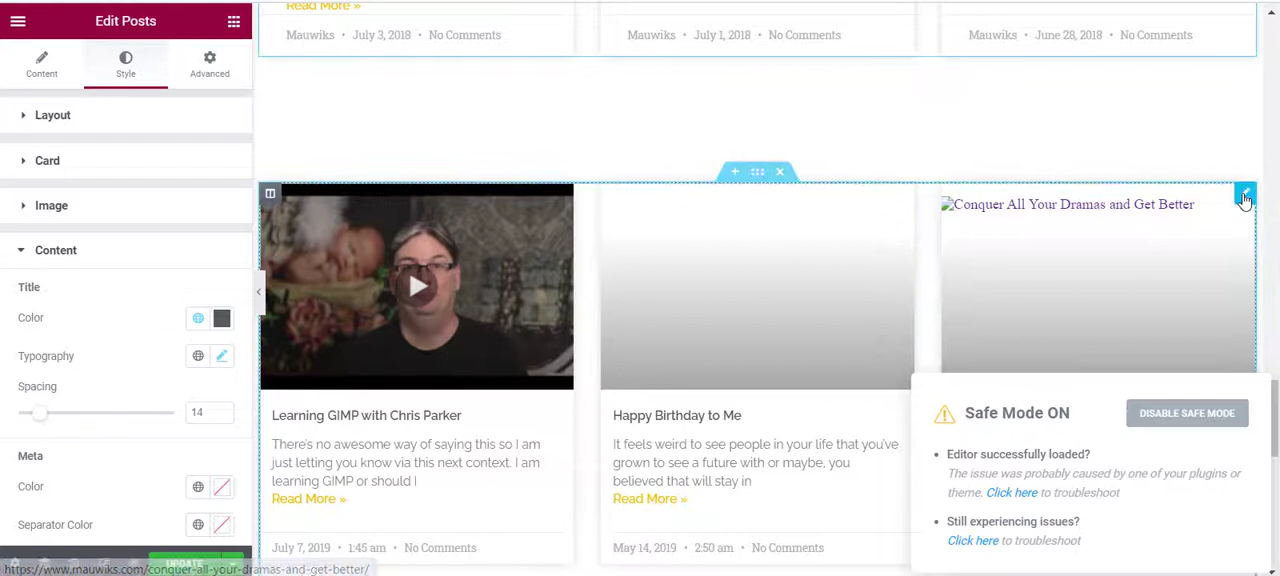 Edit Posts
Content
Style
Advanced
Layout
Card
Image
Content
Title
Color
Typography
Spacing
14
Meta
Color
Separator Color
UPDATE
https://www.mauwiks.com/conquer-all-your-dramas-and-get-better/
Read More »
Mauwiks • July 3, 2018 • No Comments
Mauwiks • July 1, 2018 • No Comments
Mauwiks • June 28, 2018 • No Comments
Conquer All Your Dramas and Get Better
Learning GIMP with Chris Parker
There's no awesome way of saying this so I am
just letting you know via this next context. I am
learning GIMP or should I
Read More »
July 7, 2019 • 1:45 am • No Comments
Happy Birthday to Me
It feels weird to see people in your life that you've
grown to see a future with or maybe, you
believed that will stay in
Read More »
May 14, 2019 • 2:50 am • No Comments
Safe Mode ON
DISABLE SAFE MODE
• Editor successfully loaded?
The issue was probably caused by one of your plugins or
theme. Click here to troubleshoot
• Still experiencing issues?
Click here to troubleshoot